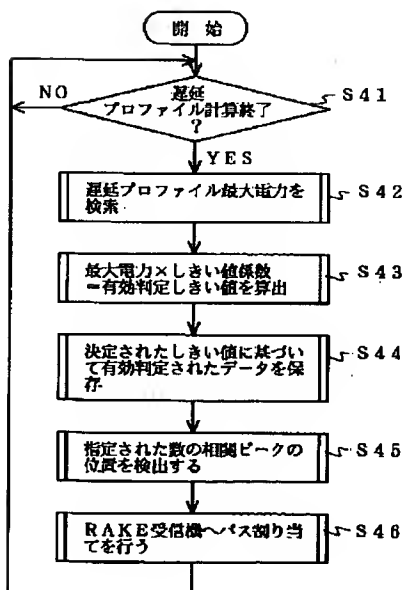 開 始
遅延
プロファイル計算終了
?
S41
NO
YES
遅延プロファイル最大電力を
検索
S42
最大電力×しきい値係数
=有効判定しきい値を算出
S43
決定されたしきい値に基づい
て有効判定されたデータを保
存
S44
指定された数の相関ピークの
位置を検出する
S45
RAKE受信機へパス割り当
てを行う
S46